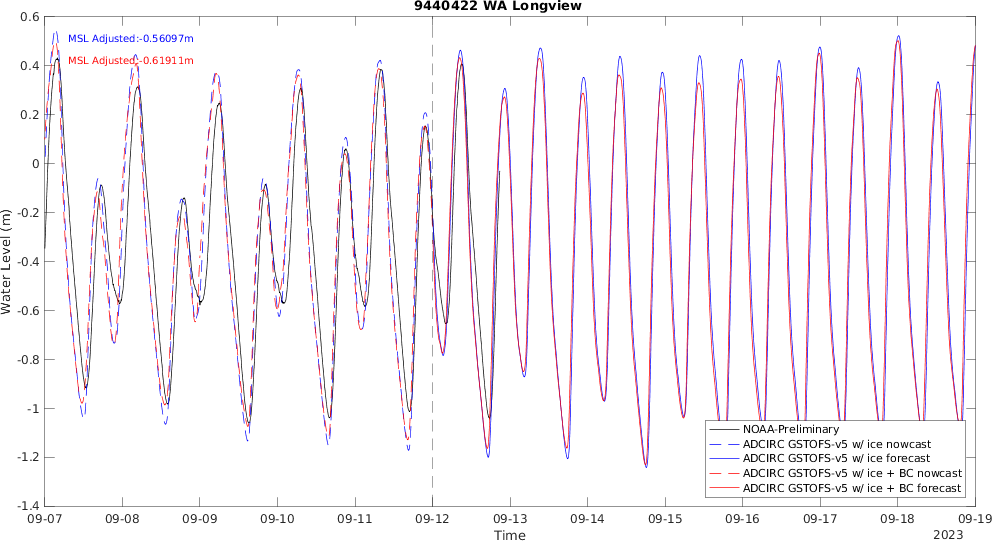 9440422 WA Longview
MSL Adjusted:-0.56097m
MSL Adjusted:-0.61911m
Water Level (m)
0.6
0.4
0.2
0
-0.2
-0.4
-0.6
-0.8
-1
-1.2
-1.4
NOAA-Preliminary
ADCIRC GSTOFS-v5 w/ ice nowcast
ADCIRC GSTOFS-v5 w/ ice forecast
ADCIRC GSTOFS-v5 w/ ice + BC nowcast
ADCIRC GSTOFS-v5 w/ ice + BC forecast
09-07 09-08 09-09 09-10 09-11 09-12 09-13 09-14 09-15 09-16 09-17 09-18 09-19
Time
2023